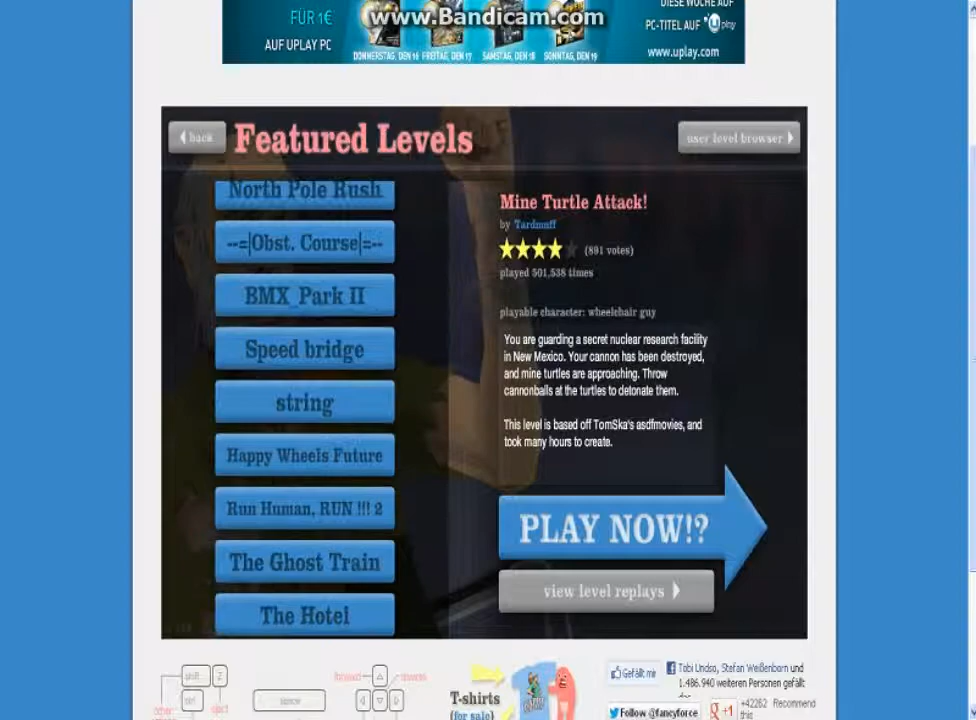 DIESE WOCHE AUF
FÜR 1€
www.Bandicam.com
PC-TITEL AUF uplay
AUF UPLAY PC
DONNERSTAG, DEN 16 FREITAG, DEN 17 SAMSTAG, DEN 18 SONNTAG, DEN 19
www.uplay.com
back
Featured Levels
user level browser
North Pole Rush
--=|Obst. Course|=--
BMX_Park II
Speed bridge
string
Happy Wheels Future
Run Human, RUN !!! 2
The Ghost Train
The Hotel
Mine Turtle Attack!
by Tardmuff
(891 votes)
played 501,538 times
playable character: wheelchair guy
You are guarding a secret nuclear research facility
in New Mexico. Your cannon has been destroyed,
and mine turtles are approaching. Throw
cannonballs at the turtles to detonate them.
This level is based off TomSka's asdfmovies, and
took many hours to create.
PLAY NOW!?
view level replays
shift Z
ctrl
eject
space
forward
T-shirts
(for sale)
Gefällt mir
Tobi Undso, Stefan Weißenborn und
1.486.940 weiteren Personen gefällt
Follow @fancyforce
g +1
+42262 Recommend
this